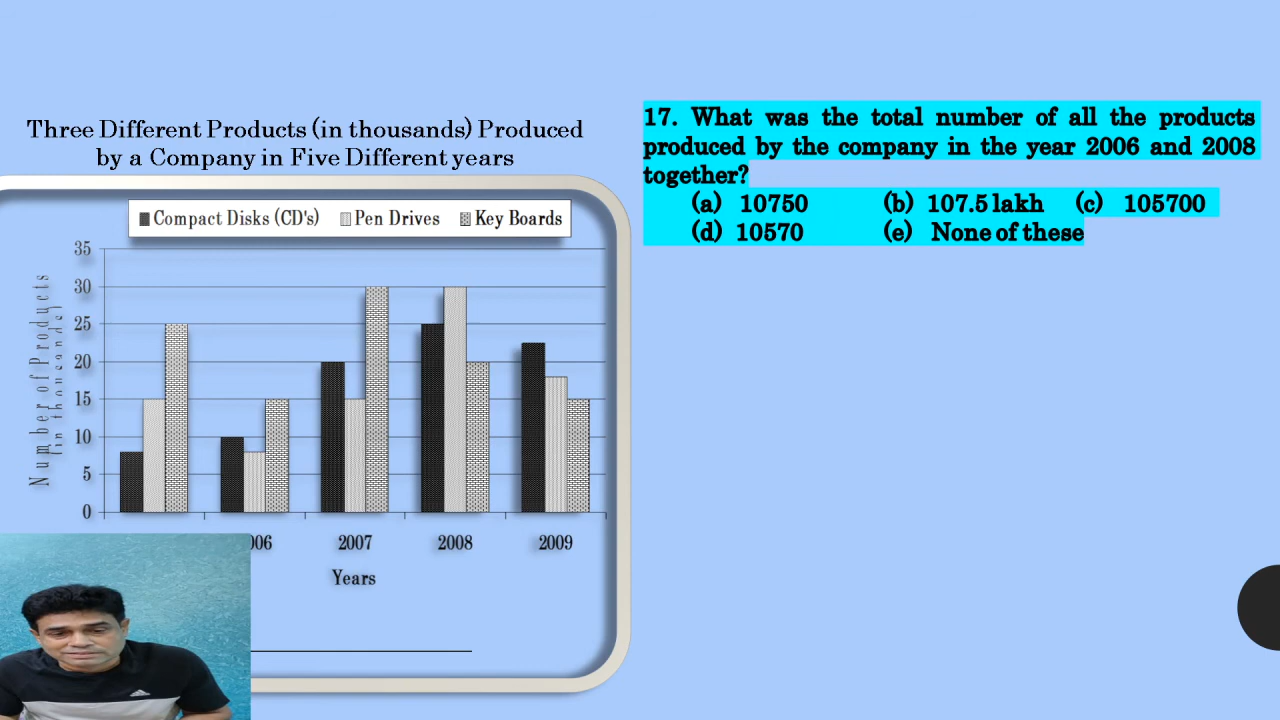 Three Different Products (in thousands) Produced
by a Company in Five Different years
Compact Disks (CD's) Pen Drives Key Boards
35
30
25
20
15
10
5
0
Number of Products
(in thousands)
06 2007 2008 2009
Years
17. What was the total number of all the products
produced by the company in the year 2006 and 2008
together?
(a) 10750 (b) 107.5 lakh (c) 105700
(d) 10570 (e) None of these